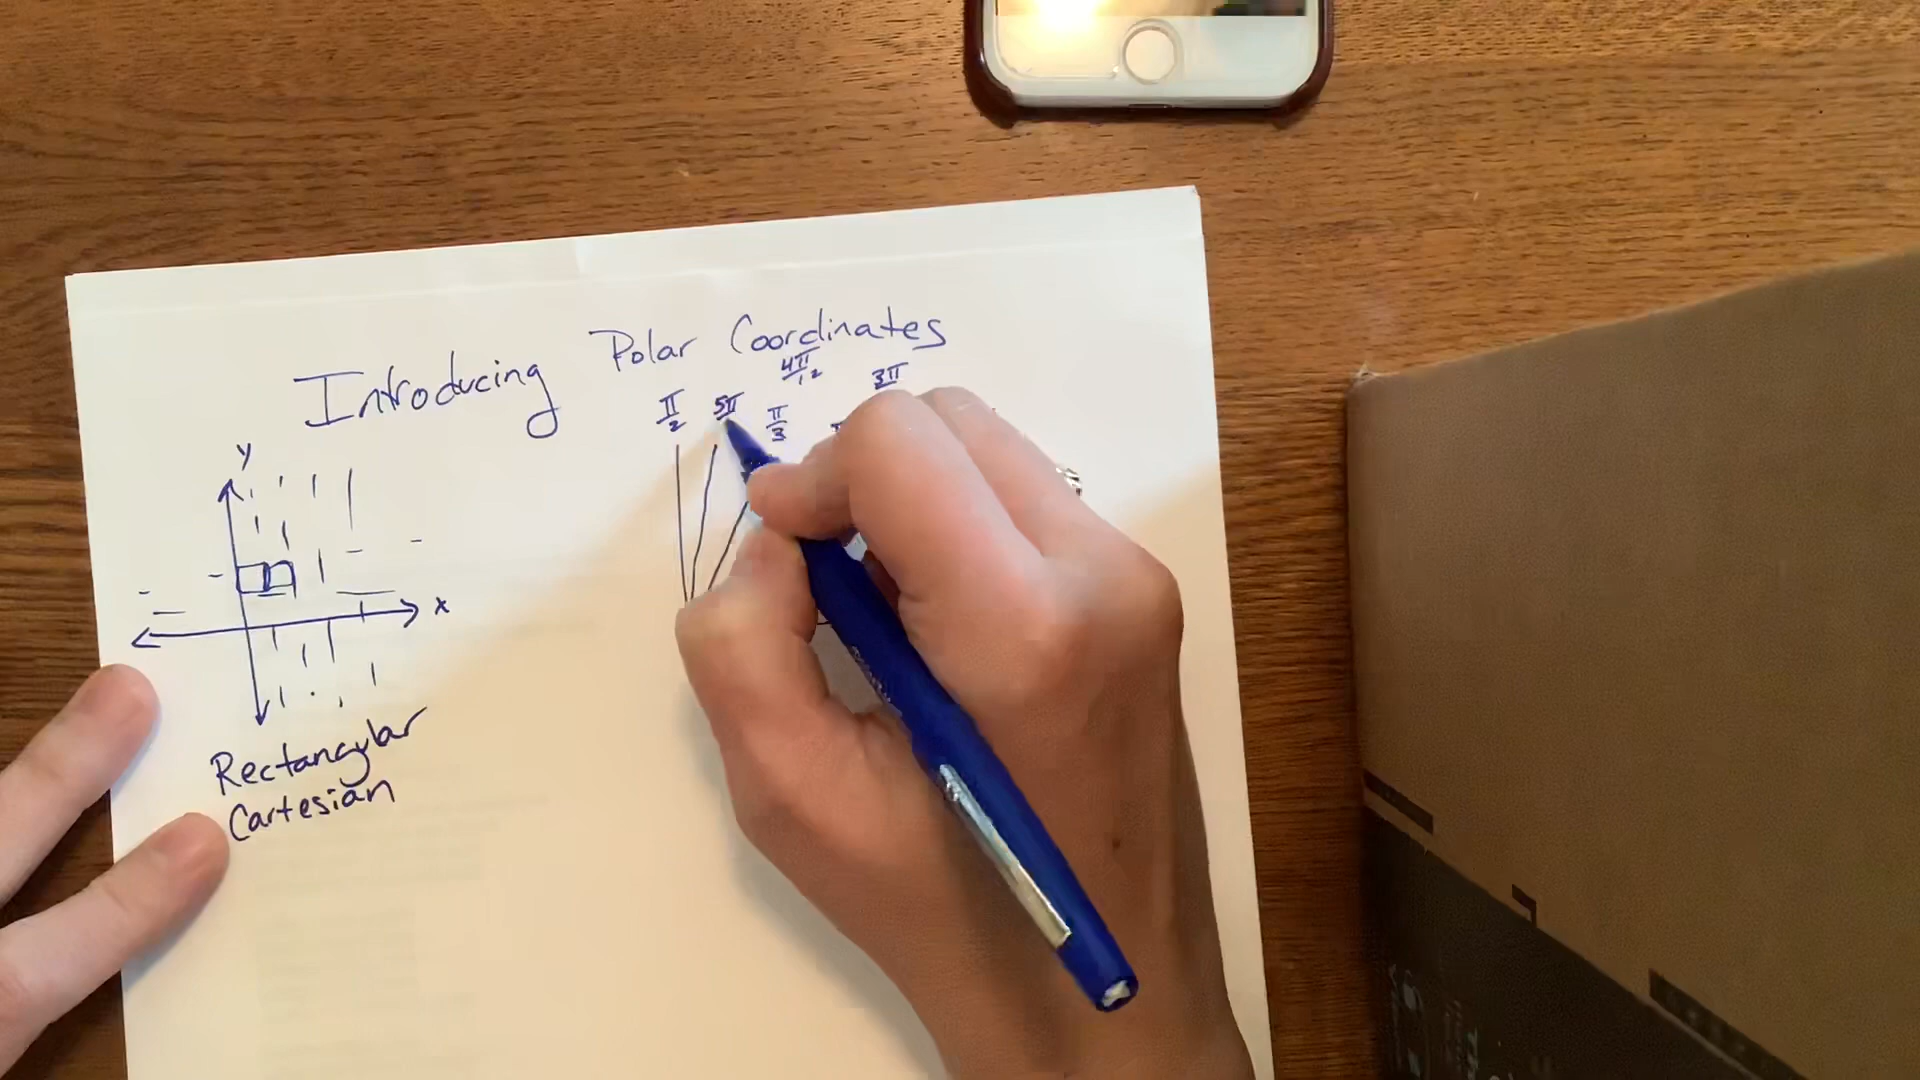 Introducing Polar Coordinates
4π/12
3π
π/2 5π π/3
y
x
Rectangular
Cartesian